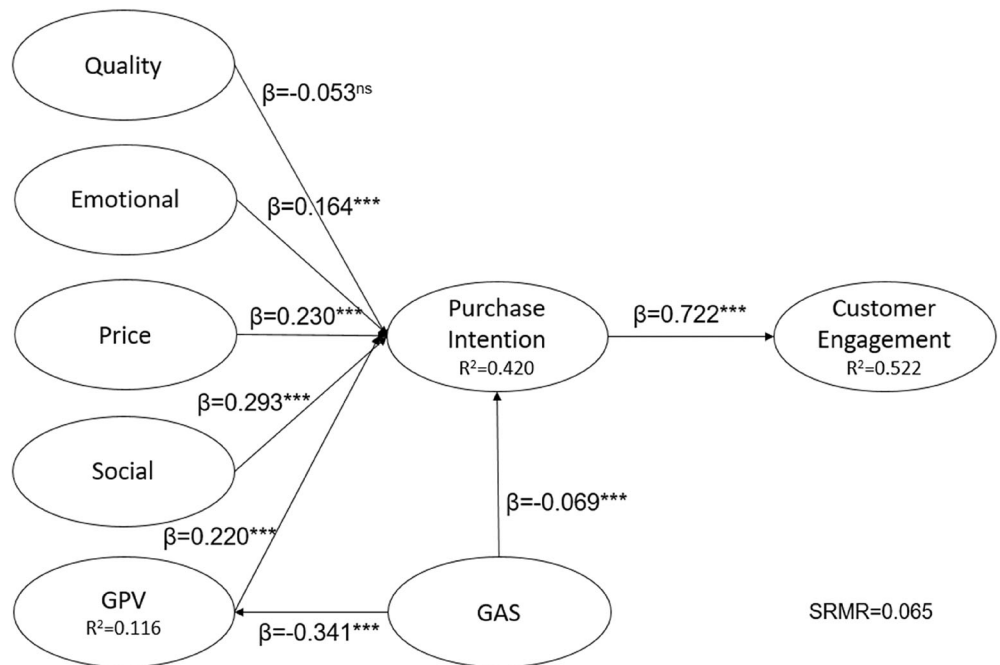 Quality
β=-0.053ns
Emotional
β=0.164***
Price
β=0.230***
Purchase
Intention
R²=0.420
β=0.722***
Customer
Engagement
R²=0.522
β=0.293***
Social
β=0.220***
β=-0.069***
GPV
R²=0.116
β=-0.341***
GAS
SRMR=0.065